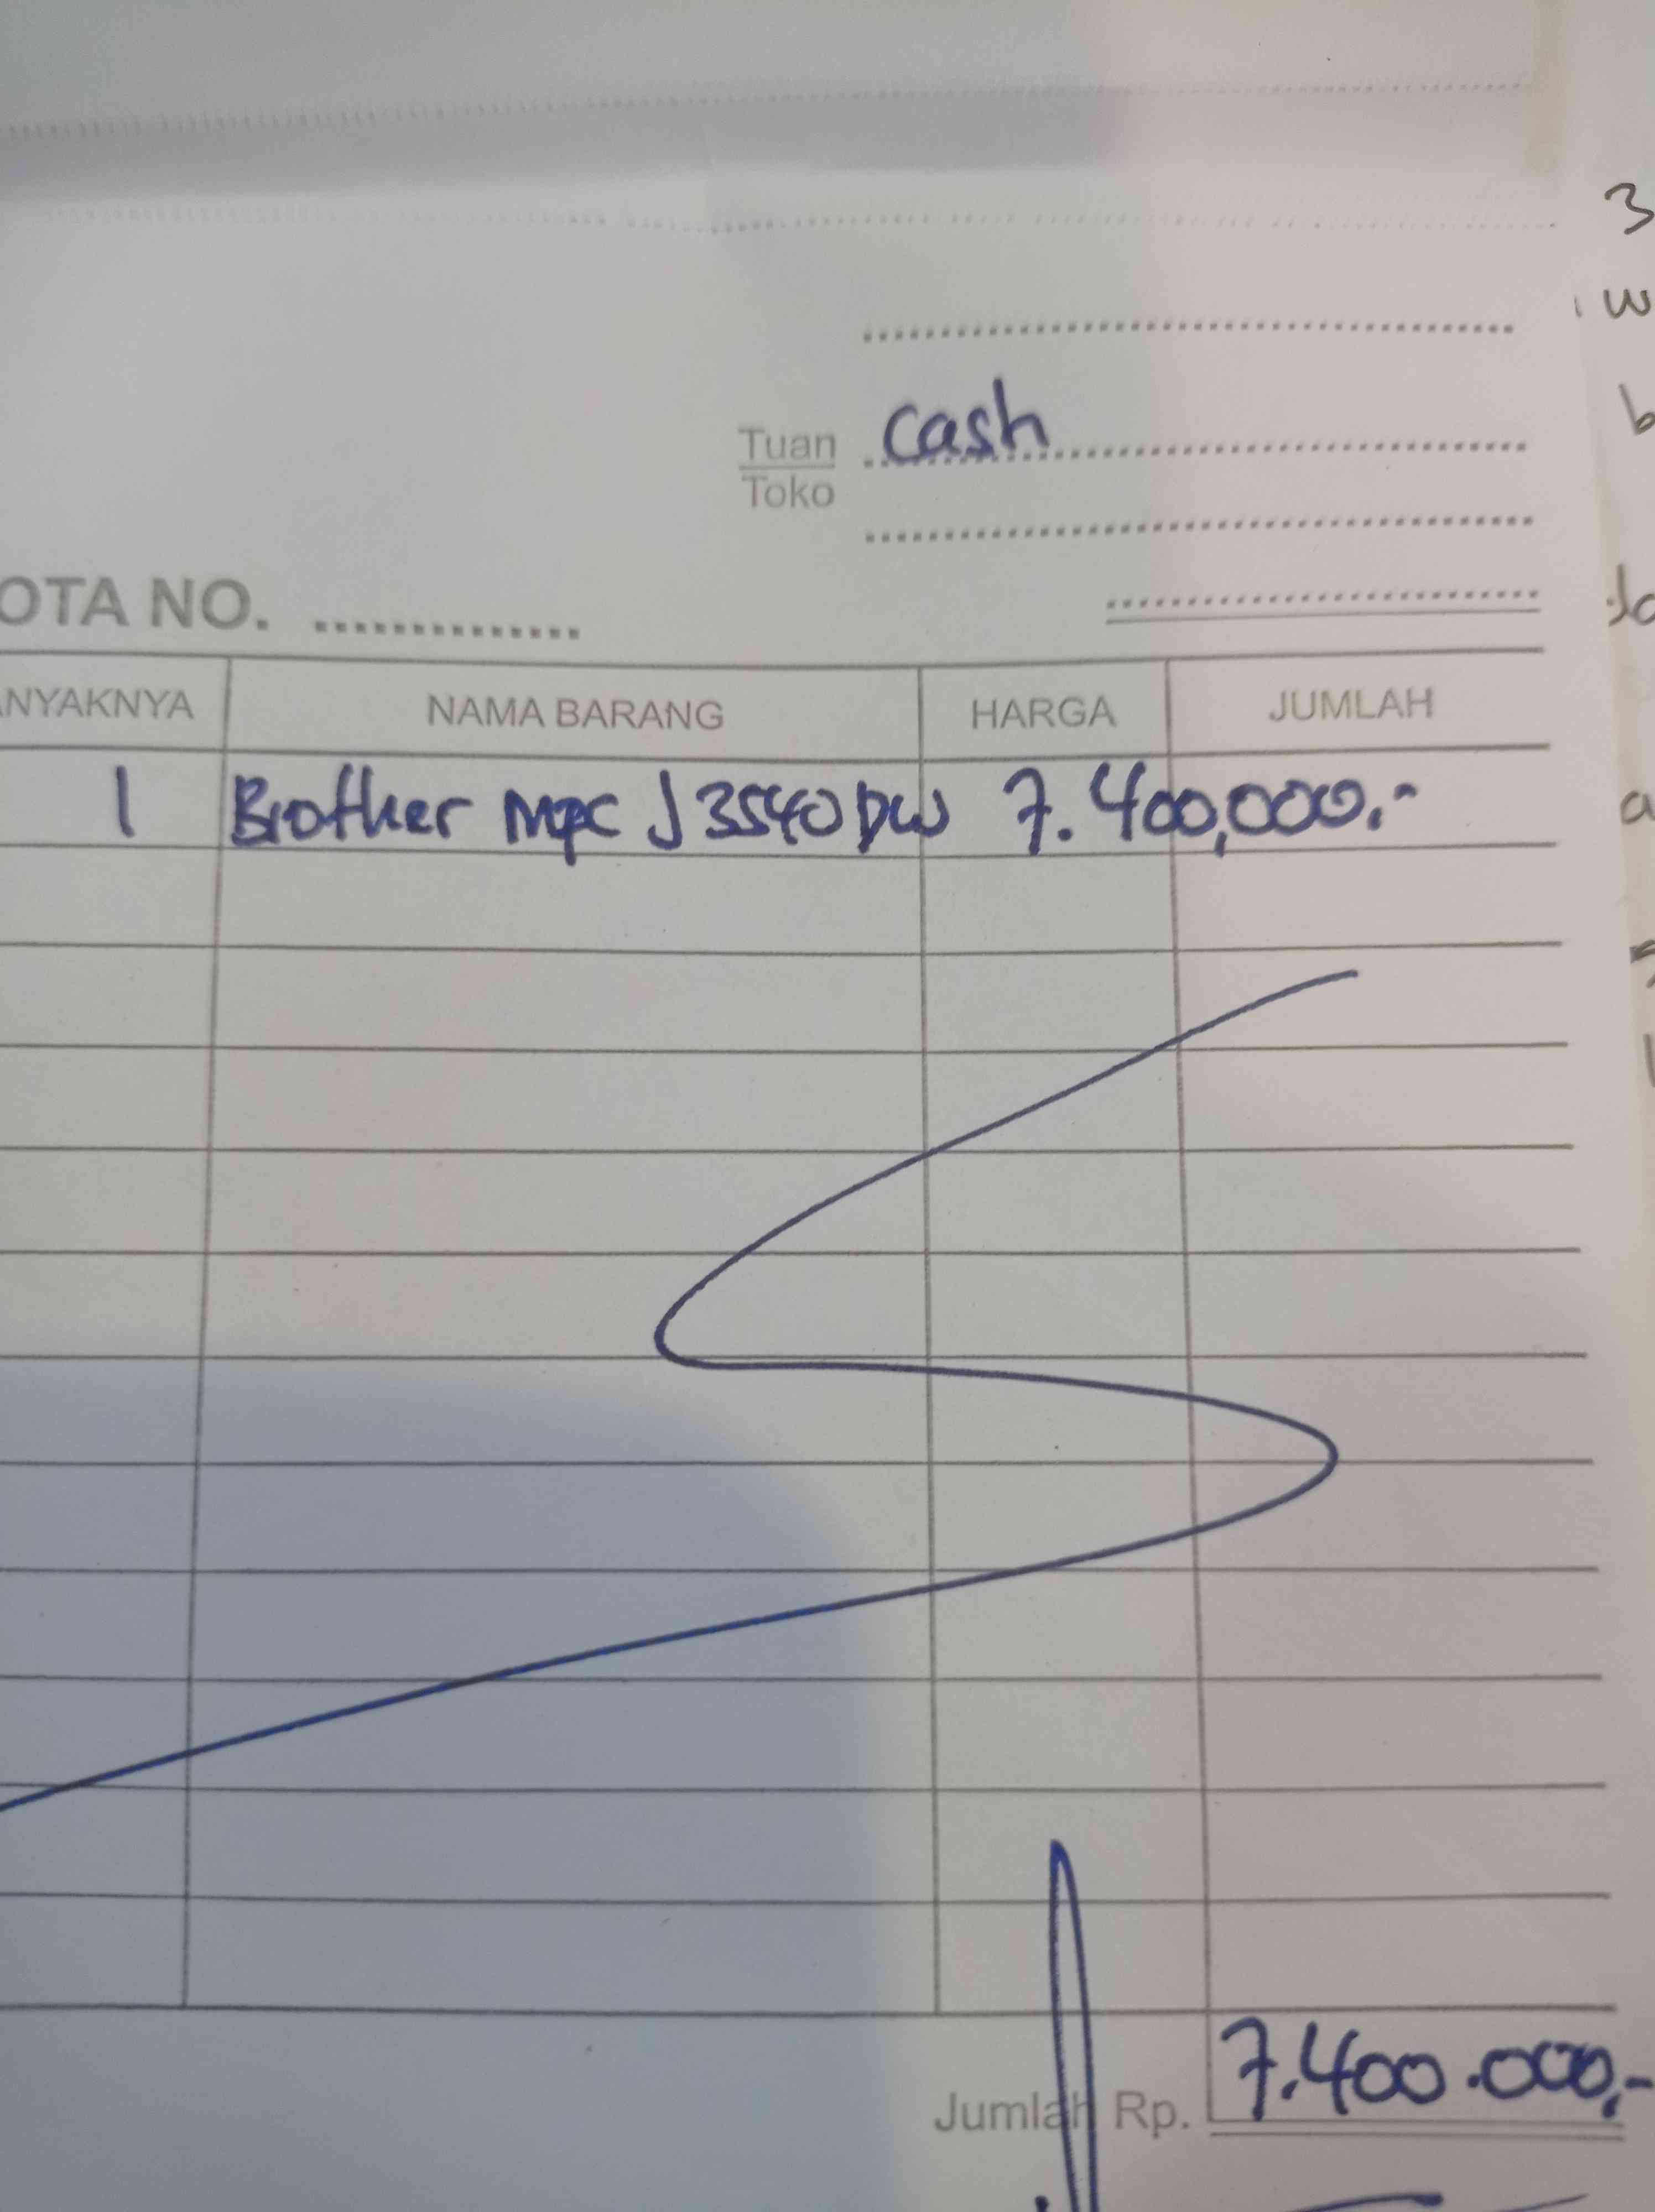 Tuan
Toko
cash
OTA NO. ..............
NYAKNYA NAMA BARANG HARGA JUMLAH
1 Brother MFC J3540DW 7.400,000.-
Jumlah Rp. 7.400.000,-
3
w
b
a